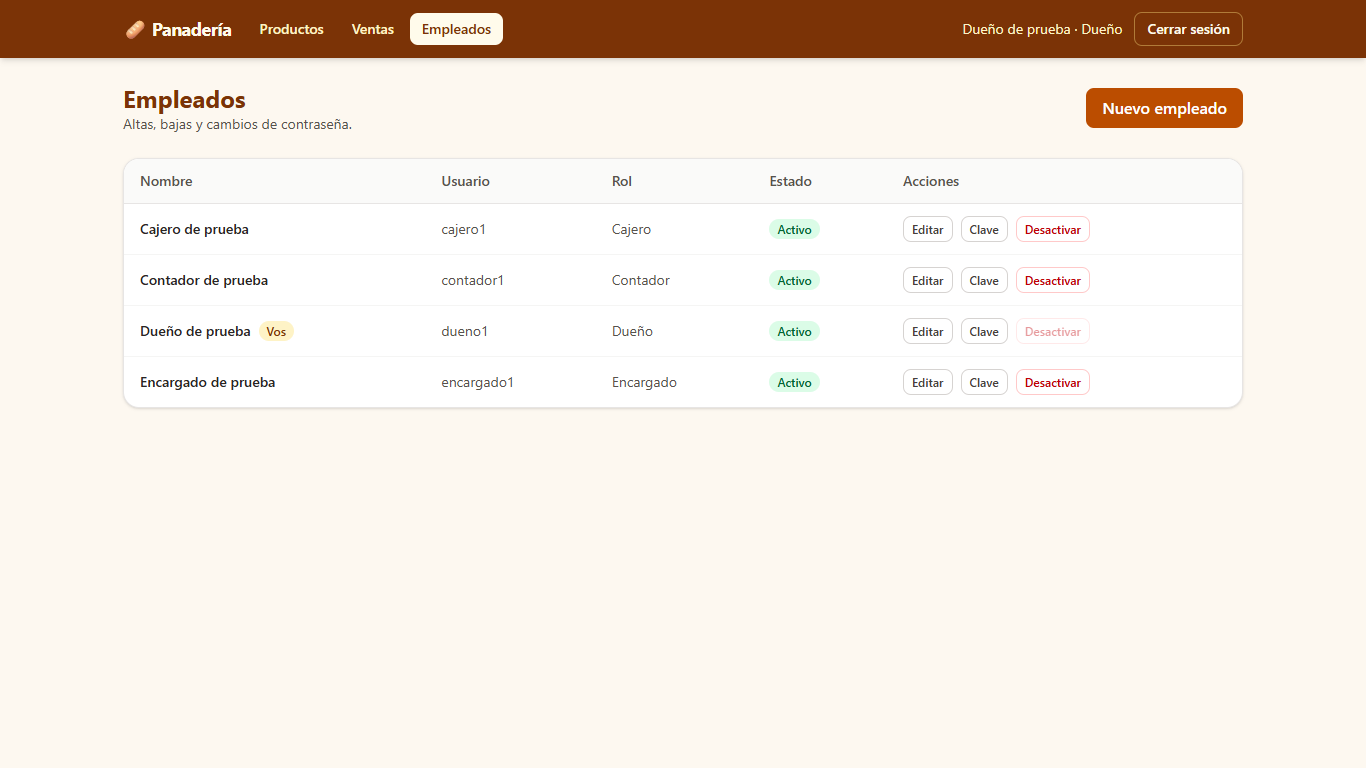 Panadería Productos Ventas Empleados Dueño de prueba · Dueño Cerrar sesión
Empleados
Altas, bajas y cambios de contraseña.
Nuevo empleado
Nombre Usuario Rol Estado Acciones
Cajero de prueba cajero1 Cajero Activo Editar Clave Desactivar
Contador de prueba contador1 Contador Activo Editar Clave Desactivar
Dueño de prueba Vos dueno1 Dueño Activo Editar Clave Desactivar
Encargado de prueba encargado1 Encargado Activo Editar Clave Desactivar